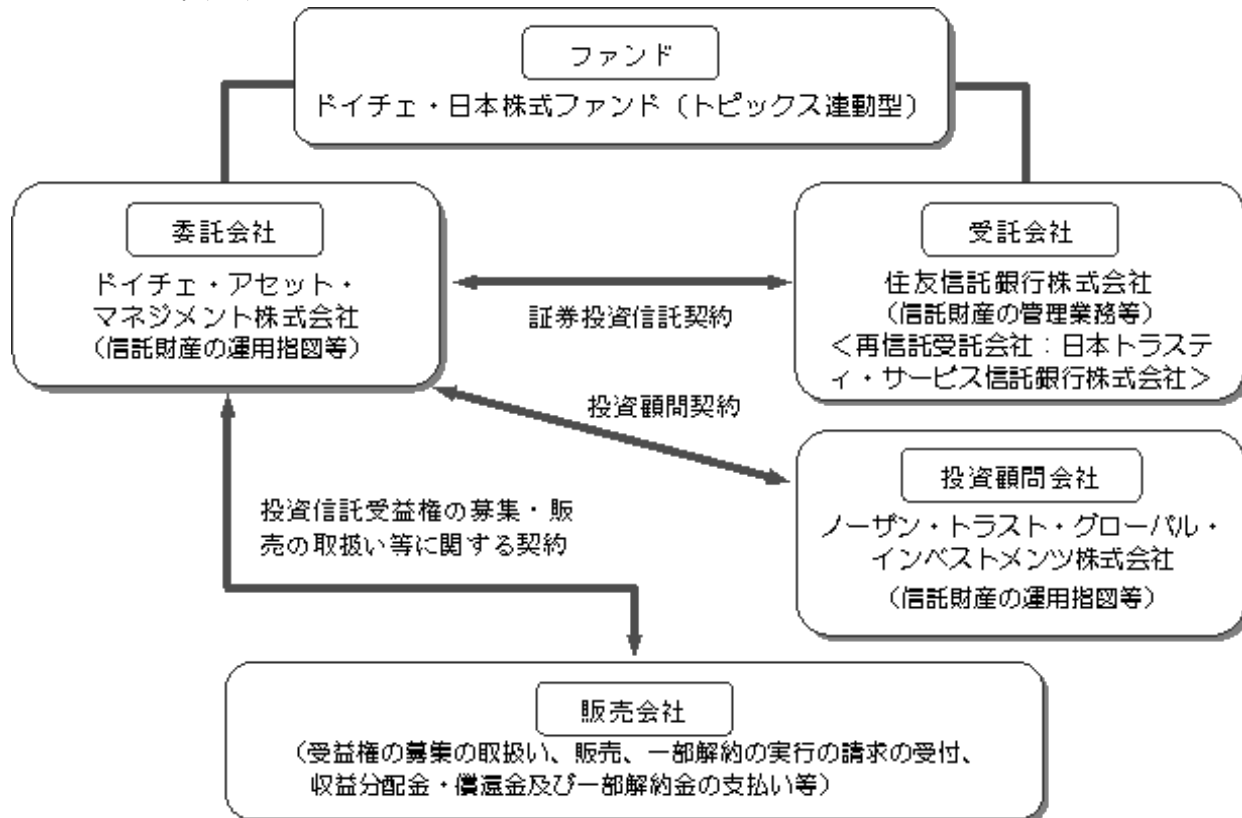 ファンド
ドイチェ・日本株式ファンド(トピックス連動型)
委託会社
ドイチェ・アセット・
マネジメント株式会社
(信託財産の運用指図等)
証券投資信託契約
受託会社
住友信託銀行株式会社
(信託財産の管理業務等)
<再信託受託会社:日本トラステ
ィ・サービス信託銀行株式会社>
投資顧問契約
投資顧問会社
ノーザン・トラスト・グローバル・
インベストメンツ株式会社
(信託財産の運用指図等)
投資信託受益権の募集・販
売の取扱い等に関する契約
販売会社
(受益権の募集の取扱い、販売、一部解約の実行の請求の受付、
収益分配金・償還金及び一部解約金の支払い等)